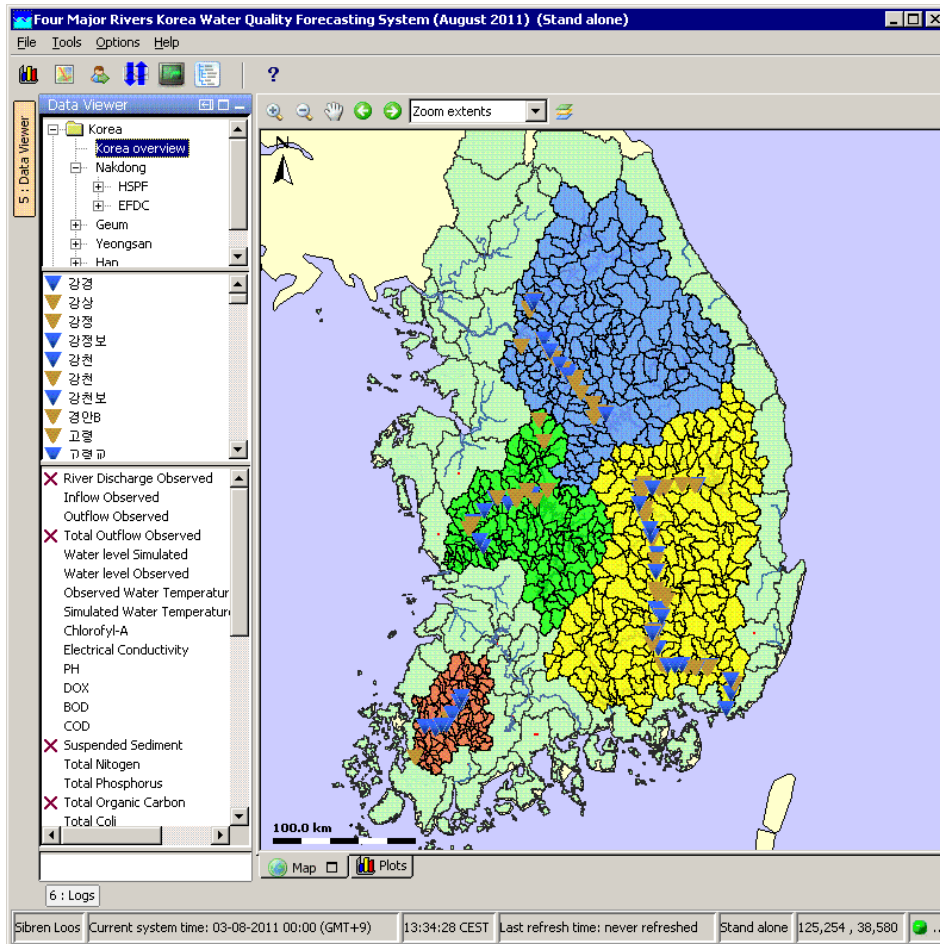 Four Major Rivers Korea Water Quality Forecasting System (August 2011) (Stand alone)
File Tools Options Help
?
5 : Data Viewer
Data Viewer
Korea
Korea overview
Nakdong
HSPF
EFDC
Geum
Yeongsan
Han
강경
강상
강정
강정보
강천
강천
강천보
경안B
고령
고령교
River Discharge Observed
Inflow Observed
Outflow Observed
Total Outflow Observed
Water level Simulated
Water level Observed
Observed Water Temperatur
Simulated Water Temperature
Chlorofyl-A
Electrical Conductivity
PH
DOX
BOD
COD
Suspended Sediment
Total Nitogen
Total Phosphorus
Total Organic Carbon
Total Coli
Zoom extents
N
100.0 km
Map Plots
6 : Logs
Sibren Loos Current system time: 03-08-2011 00:00 (GMT+9) 13:34:28 CEST Last refresh time: never refreshed Stand alone 125,254 , 38,580 ..